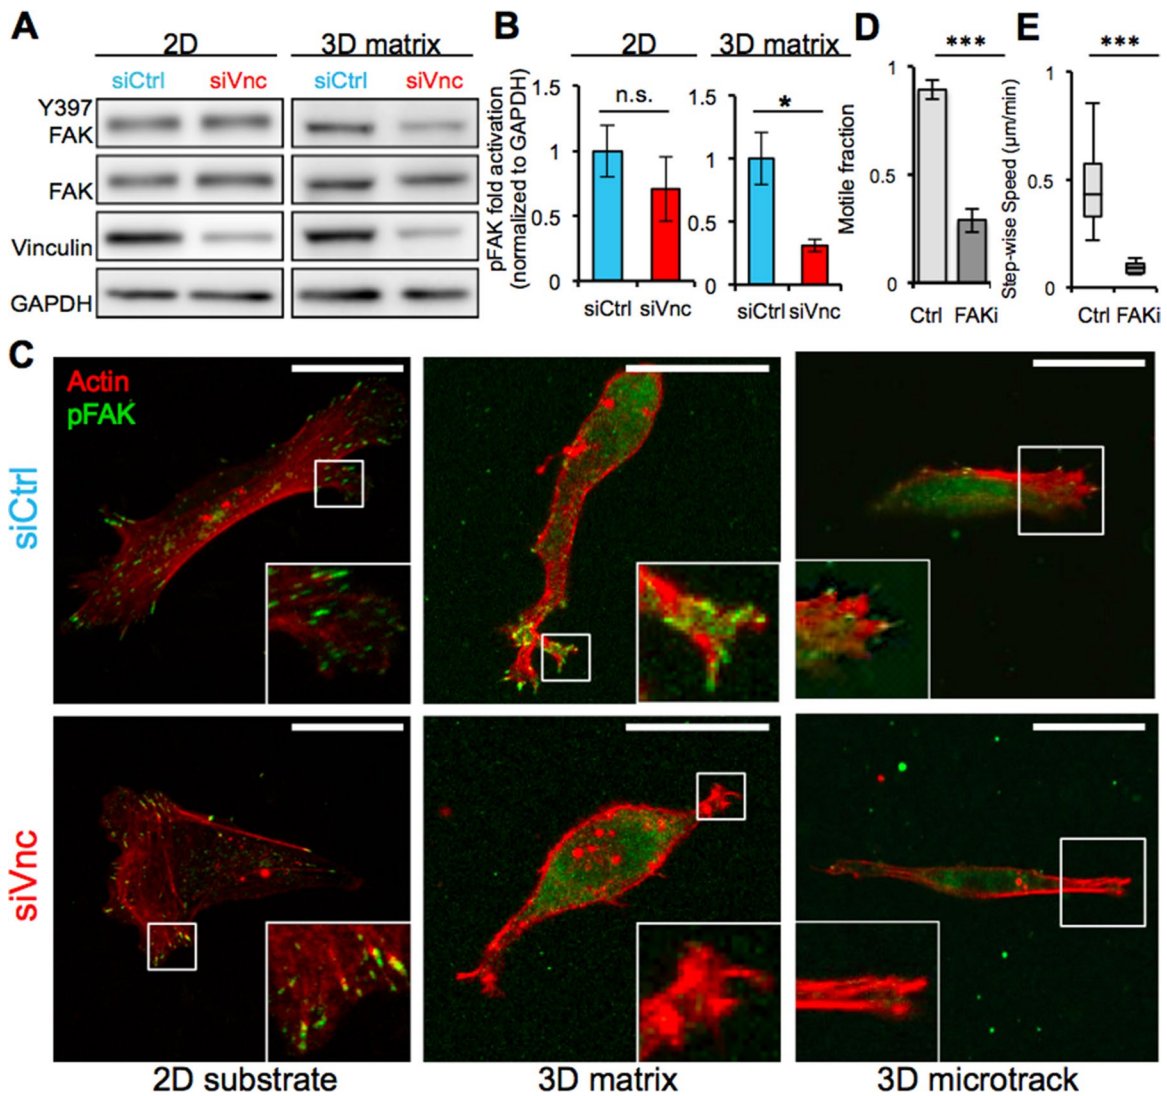 A
2D
3D matrix
siCtrl
siVnc
siCtrl
siVnc
Y397
FAK
FAK
Vinculin
GAPDH
B
2D
3D matrix
pFAK fold activation
(normalized to GAPDH)
1.5
1
0.5
0
n.s.
siCtrl siVnc
1.5
1
0.5
0
*
siCtrl siVnc
D
***
Motile fraction
1
0.5
0
Ctrl FAKi
E
***
Step-wise Speed (µm/min)
1
0.5
0
Ctrl FAKi
C
Actin
pFAK
siCtrl
siVnc
2D substrate
3D matrix
3D microtrack